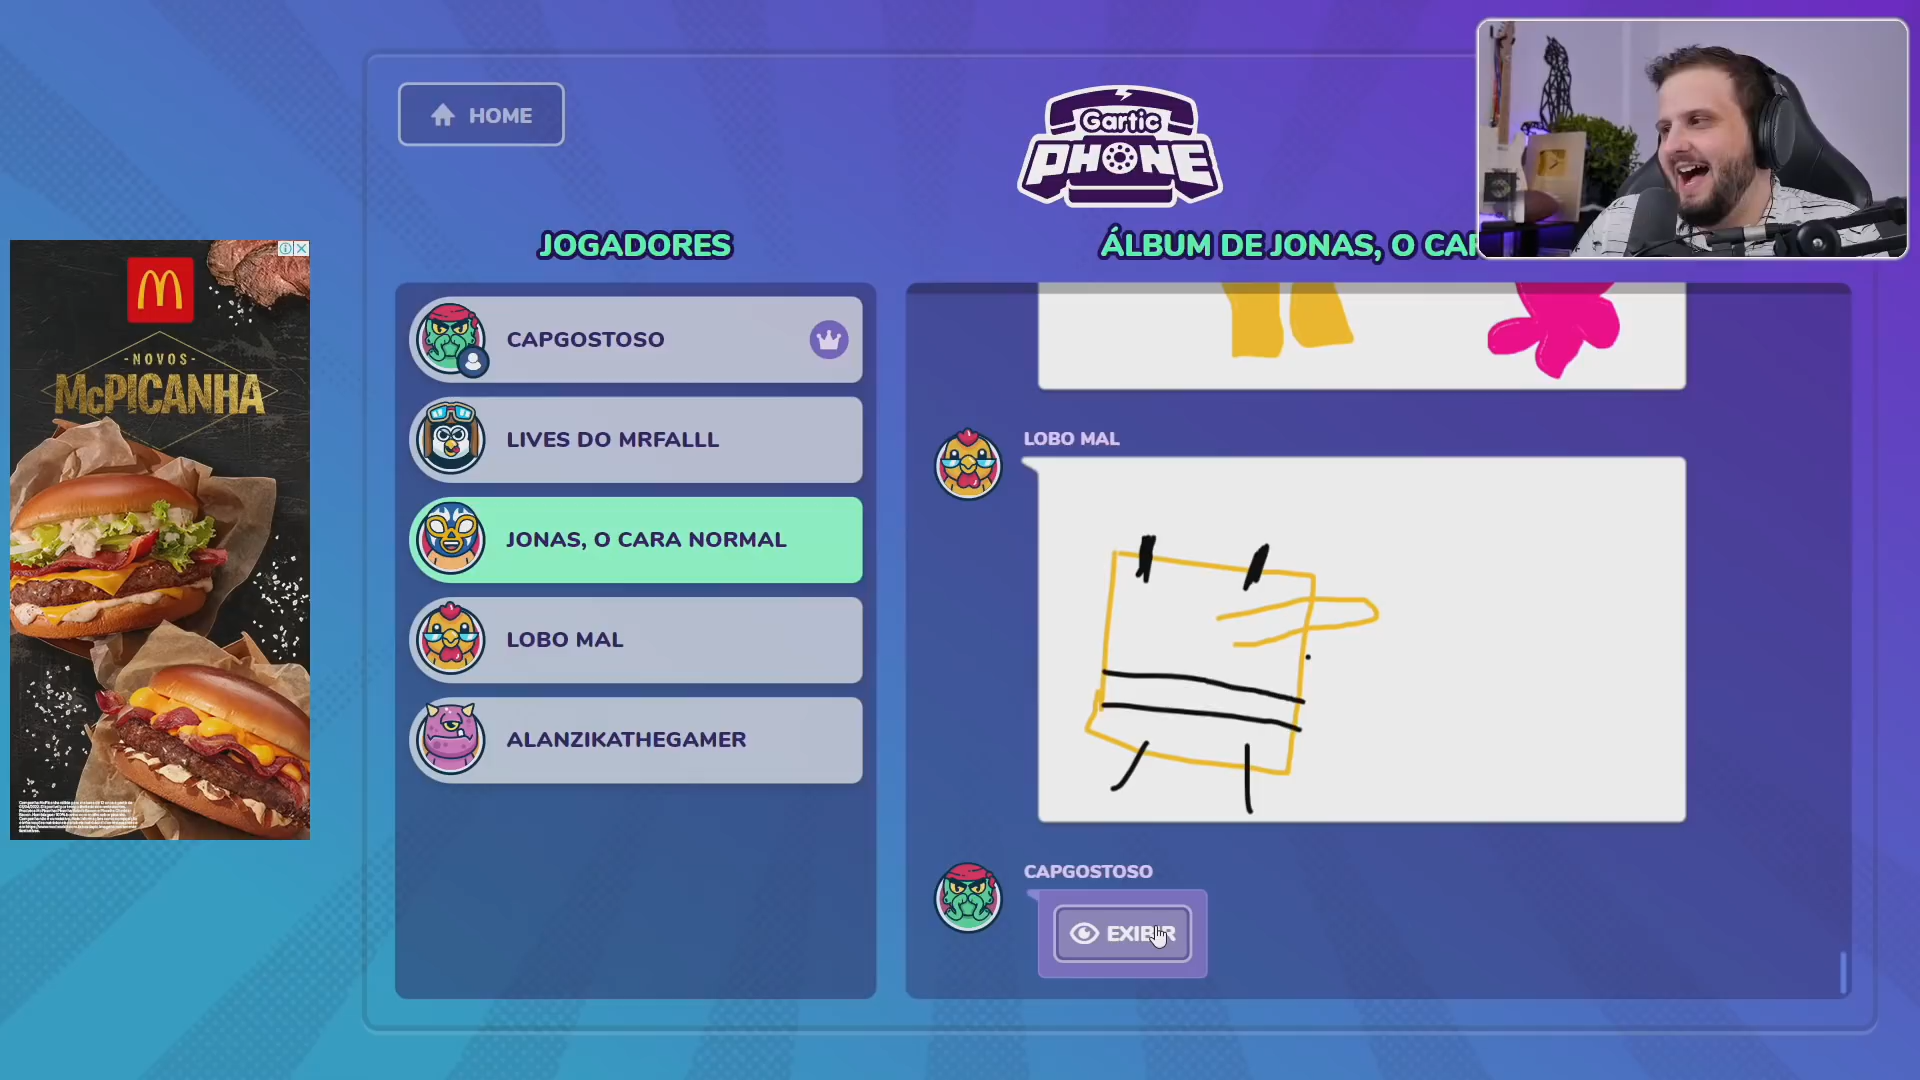 HOME
Gartic
PHONE
JOGADORES
ÁLBUM DE JONAS, O CAR
NOVOS
McPICANHA
CAPGOSTOSO
LIVES DO MRFALLL
JONAS, O CARA NORMAL
LOBO MAL
ALANZIKATHEGAMER
LOBO MAL
CAPGOSTOSO
EXIBIR